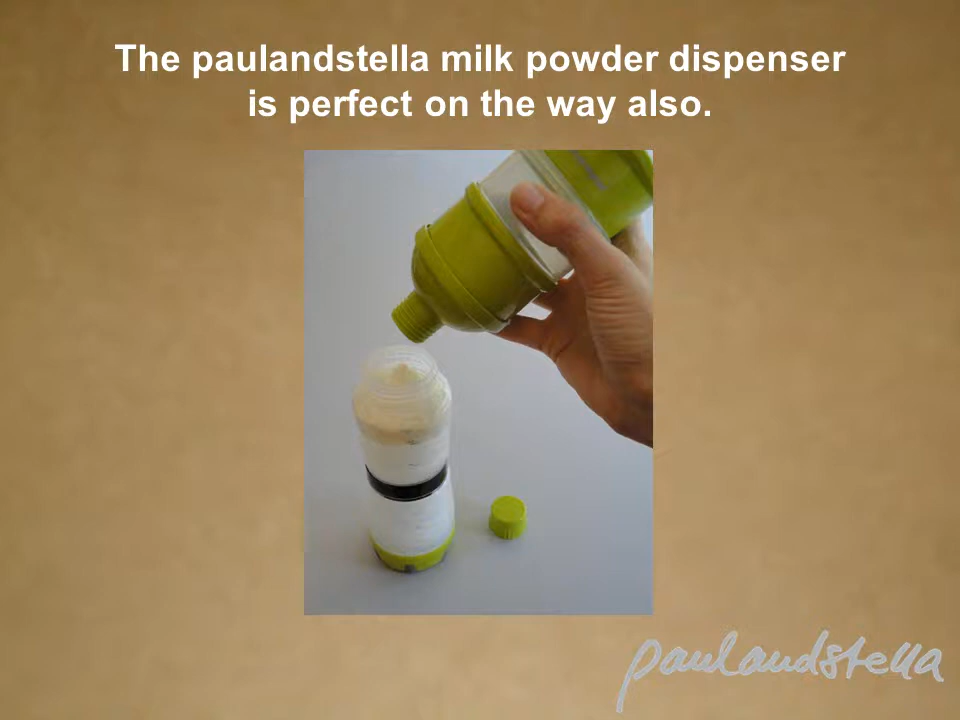 The paulandstella milk powder dispenser
is perfect on the way also.
paulandstella